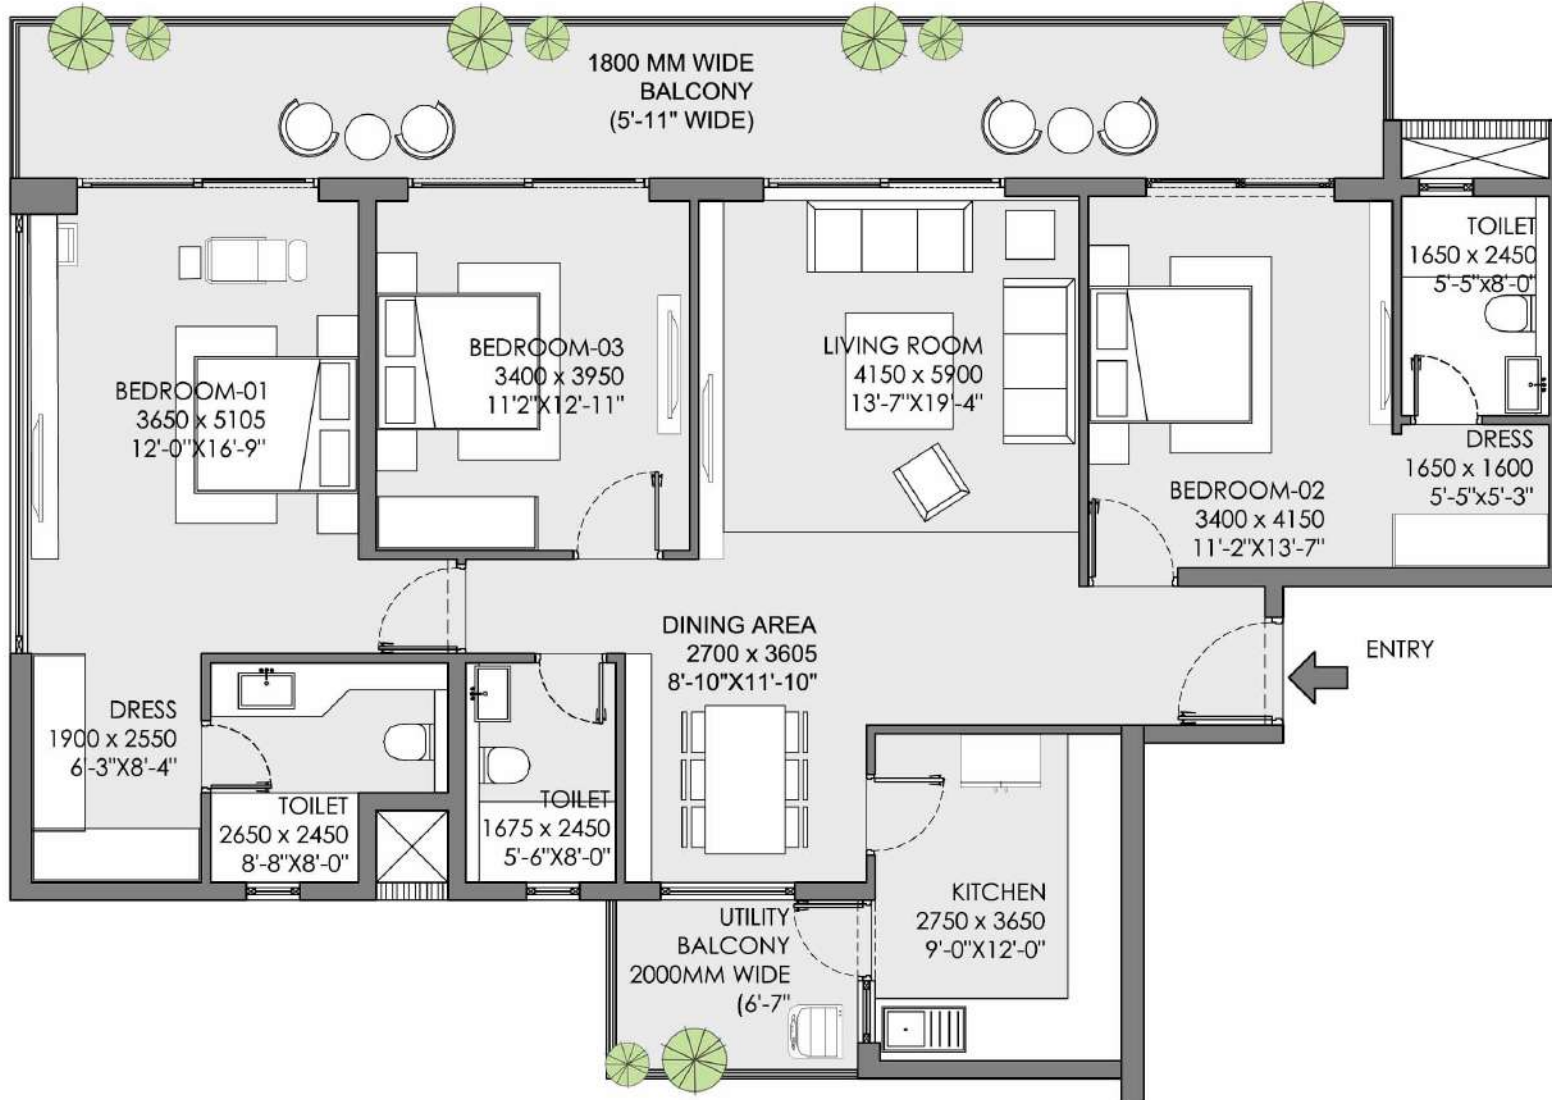 1800 MM WIDE
BALCONY
(5'-11" WIDE)
TOILET
1650 x 2450
5'-5"x8'-0"
BEDROOM-01
3650 x 5105
12'-0"X16'-9"
BEDROOM-03
3400 x 3950
11'2"X12'-11"
LIVING ROOM
4150 x 5900
13'-7"X19'-4"
BEDROOM-02
3400 x 4150
11'-2"X13'-7"
DRESS
1650 x 1600
5'-5"x5'-3"
DINING AREA
2700 x 3605
8'-10"X11'-10"
ENTRY
DRESS
1900 x 2550
6'-3"X8'-4"
TOILET
2650 x 2450
8'-8"X8'-0"
TOILET
1675 x 2450
5'-6"X8'-0"
UTILITY
BALCONY
2000MM WIDE
(6'-7"
KITCHEN
2750 x 3650
9'-0"X12'-0"